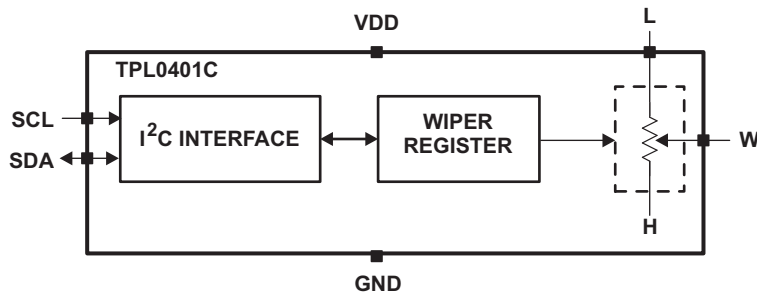 L
VDD
TPL0401C
SCL
SDA
I²C INTERFACE
WIPER
REGISTER
W
H
GND